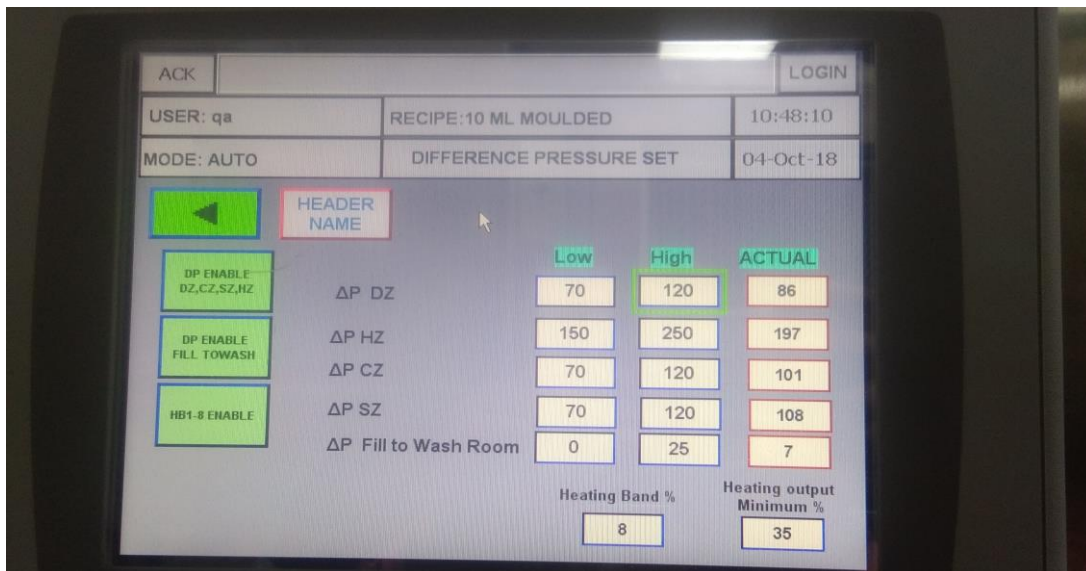 ACK LOGIN
USER: qa RECIPE:10 ML MOULDED 10:48:10
MODE: AUTO DIFFERENCE PRESSURE SET 04-Oct-18
HEADER
NAME
Low High ACTUAL
DP ENABLE
DZ,CZ,SZ,HZ
ΔP DZ 70 120 86
DP ENABLE
FILL TOWASH
ΔP HZ 150 250 197
ΔP CZ 70 120 101
HB1-8 ENABLE
ΔP SZ 70 120 108
ΔP Fill to Wash Room 0 25 7
Heating Band %
8
Heating output
Minimum %
35